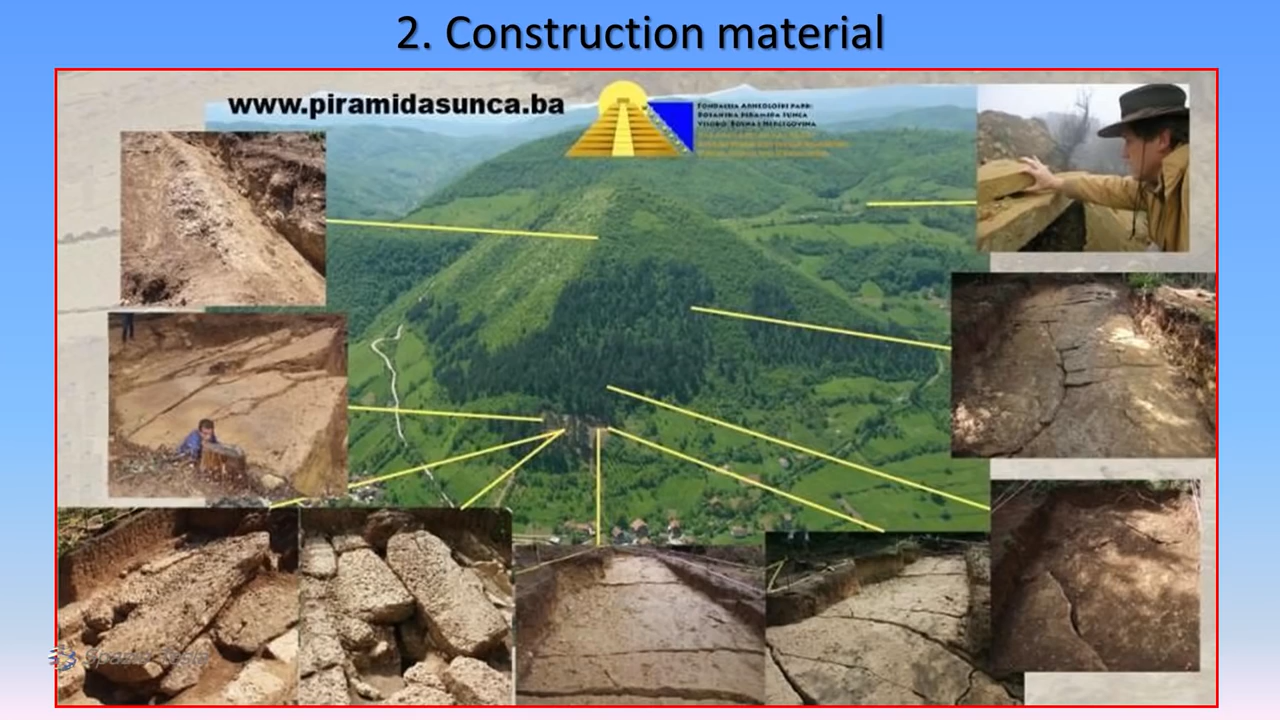 2. Construction material
www.piramidasunca.ba
Fondacija Arheološki park:
Bosanska piramida Sunca
Visoko, Bosna i Hercegovina